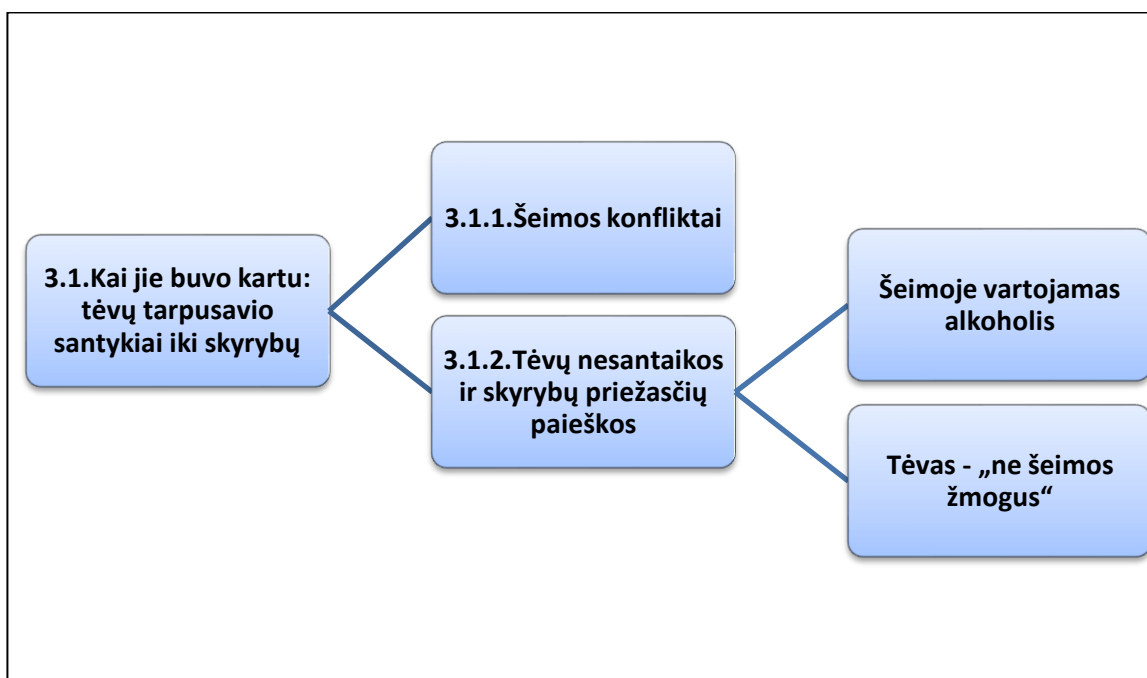 3.1.Kai jie buvo kartu:
tėvų tarpusavio
santykiai iki skyrybų
3.1.1.Šeimos konfliktai
3.1.2.Tėvų nesantaikos
ir skyrybų priežasčių
paieškos
Šeimoje vartojamas
alkoholis
Tėvas - „ne šeimos
žmogus“